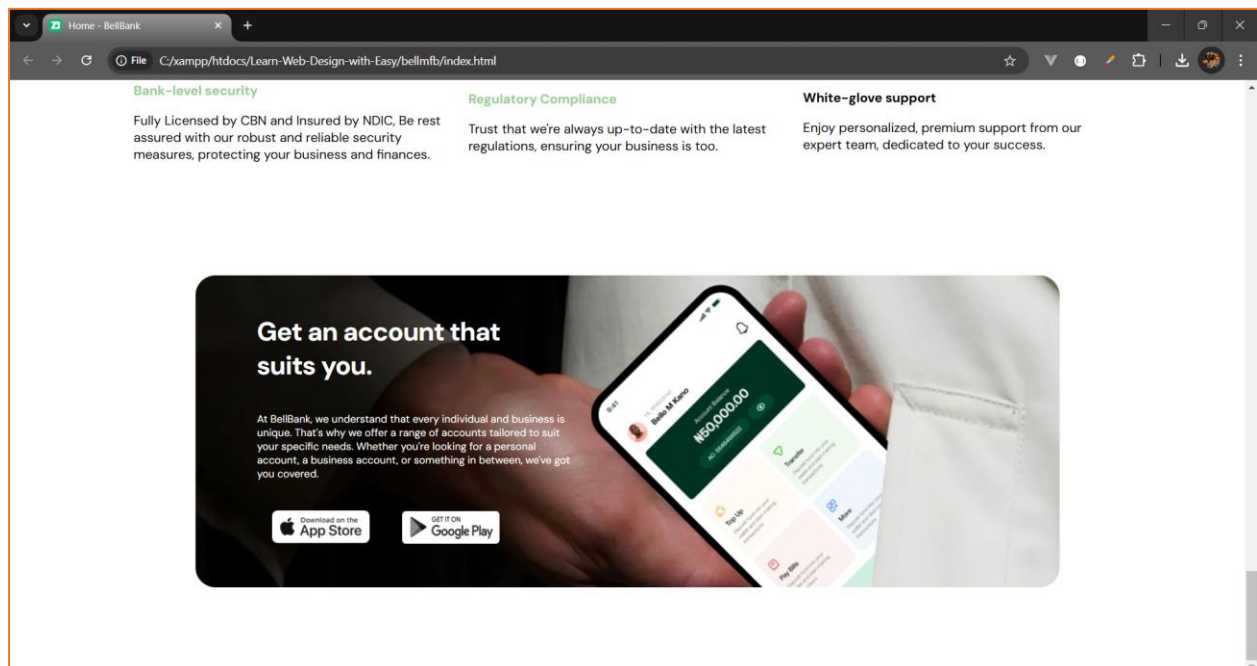 Home - BellBank
File C:/xampp/htdocs/Learn-Web-Design-with-Easy/bellmfb/index.html
Bank-level security
Fully Licensed by CBN and Insured by NDIC, Be rest
assured with our robust and reliable security
measures, protecting your business and finances.
Regulatory Compliance
Trust that we're always up-to-date with the latest
regulations, ensuring your business is too.
White-glove support
Enjoy personalized, premium support from our
expert team, dedicated to your success.
Get an account that
suits you.
At BellBank, we understand that every individual and business is
unique. That's why we offer a range of accounts tailored to suit
your specific needs. Whether you're looking for a personal
account, a business account, or something in between, we've got
you covered.
Download on the
App Store
GET IT ON
Google Play
9:41
Hi, Welcome
Bello M Kano
Account Balance
₦50,000.00
Transfer
Top Up
More
Pay Bills